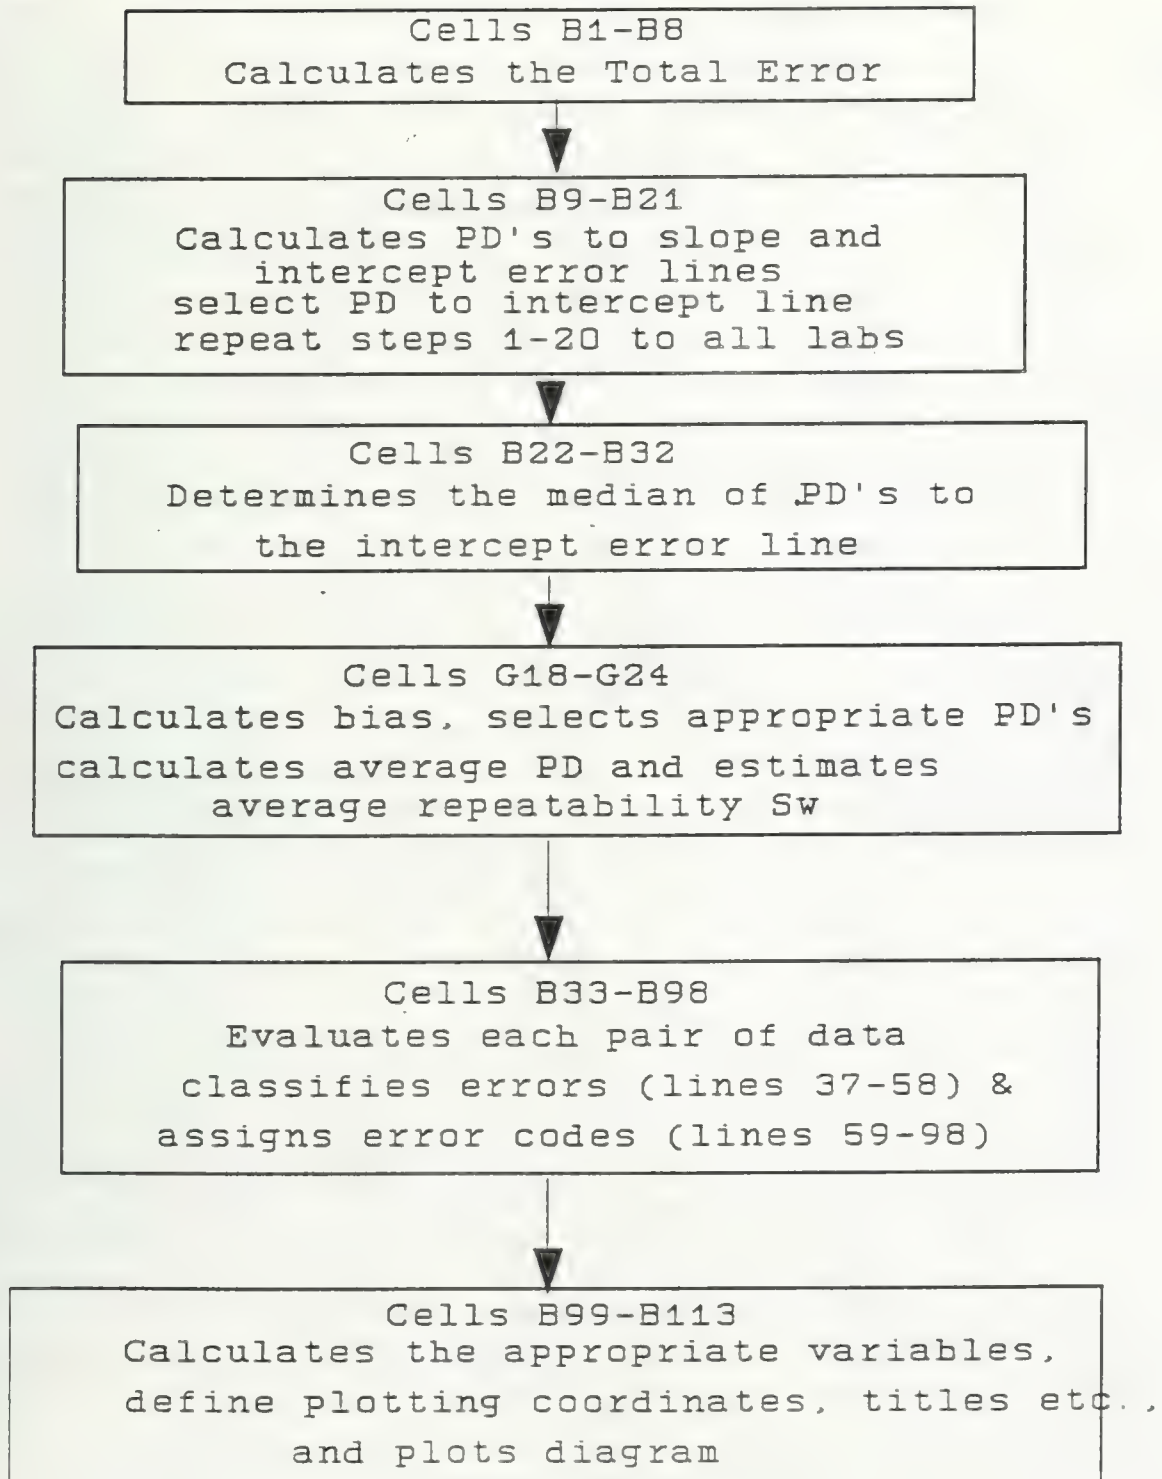 Cells B1-B8
Calculates the Total Error
Cells B9-B21
Calculates PD's to slope and
intercept error lines
select PD to intercept line
repeat steps 1-20 to all labs
Cells B22-B32
Determines the median of PD's to
the intercept error line
Cells G18-G24
Calculates bias, selects appropriate PD's
calculates average PD and estimates
average repeatability Sw
Cells B33-B98
Evaluates each pair of data
classifies errors (lines 37-58) &
assigns error codes (lines 59-98)
Cells B99-B113
Calculates the appropriate variables,
define plotting coordinates, titles etc.,
and plots diagram